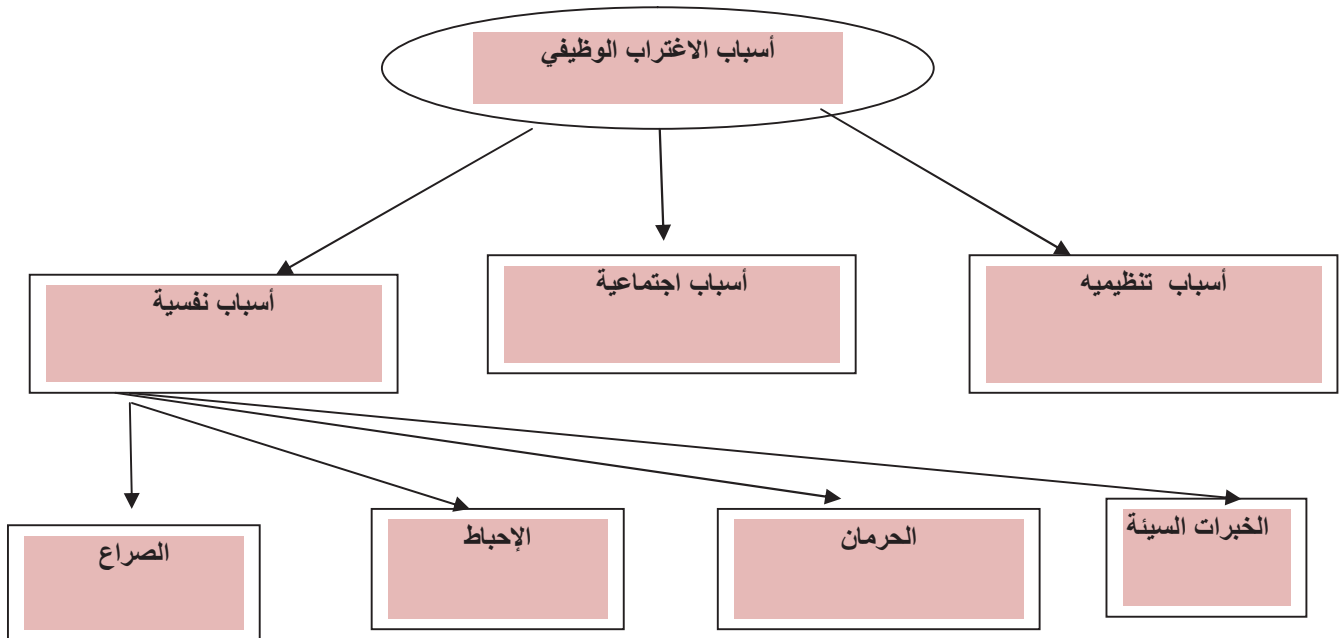 أسباب الاغتراب الوظيفي
أسباب تنظيميه
أسباب اجتماعية
أسباب نفسية
الخبرات السيئة
الحرمان
الإحباط
الصراع